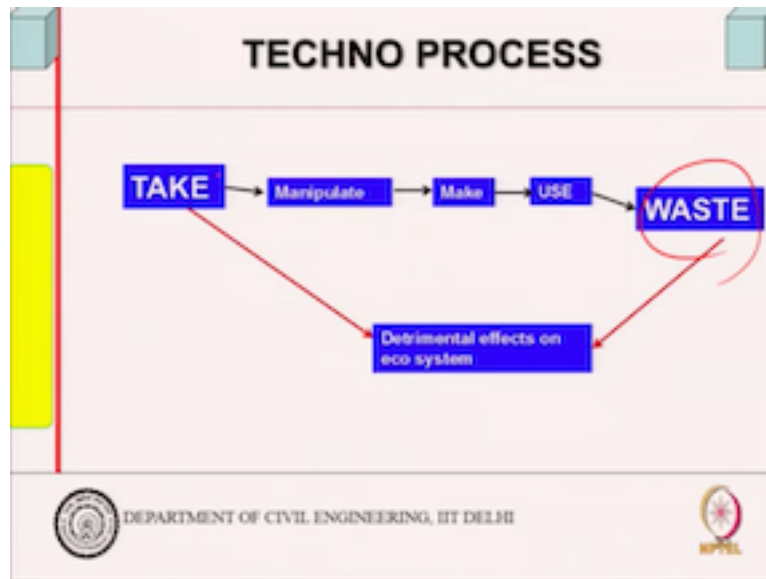 TECHNO PROCESS
TAKE
Manipulate
Make
USE
WASTE
Detrimental effects on
eco system
DEPARTMENT OF CIVIL ENGINEERING, IIT DELHI
NPTEL